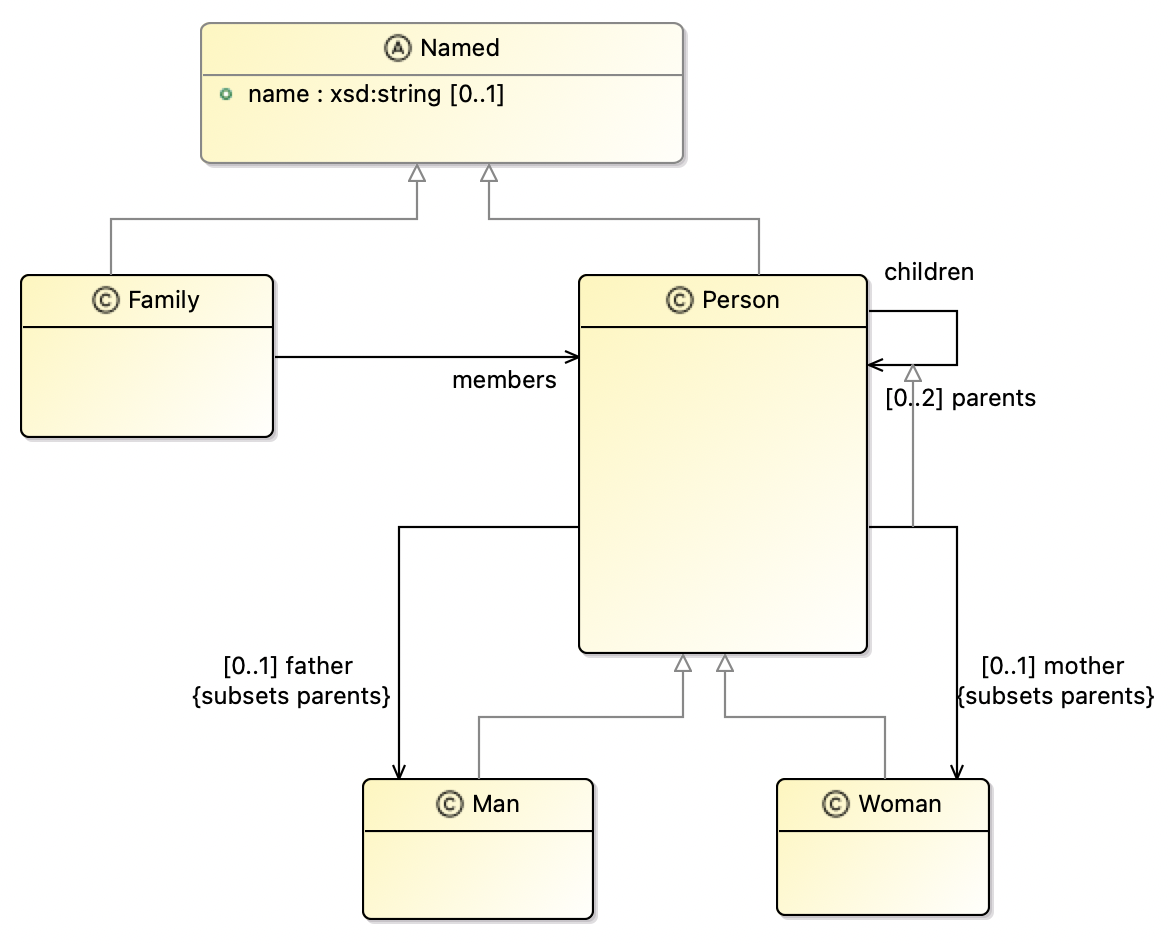 A Named
name : xsd:string [0..1]
children
C Family
C Person
members
[0..2] parents
[0..1] father
{subsets parents}
[0..1] mother
{subsets parents}
C Man
C Woman